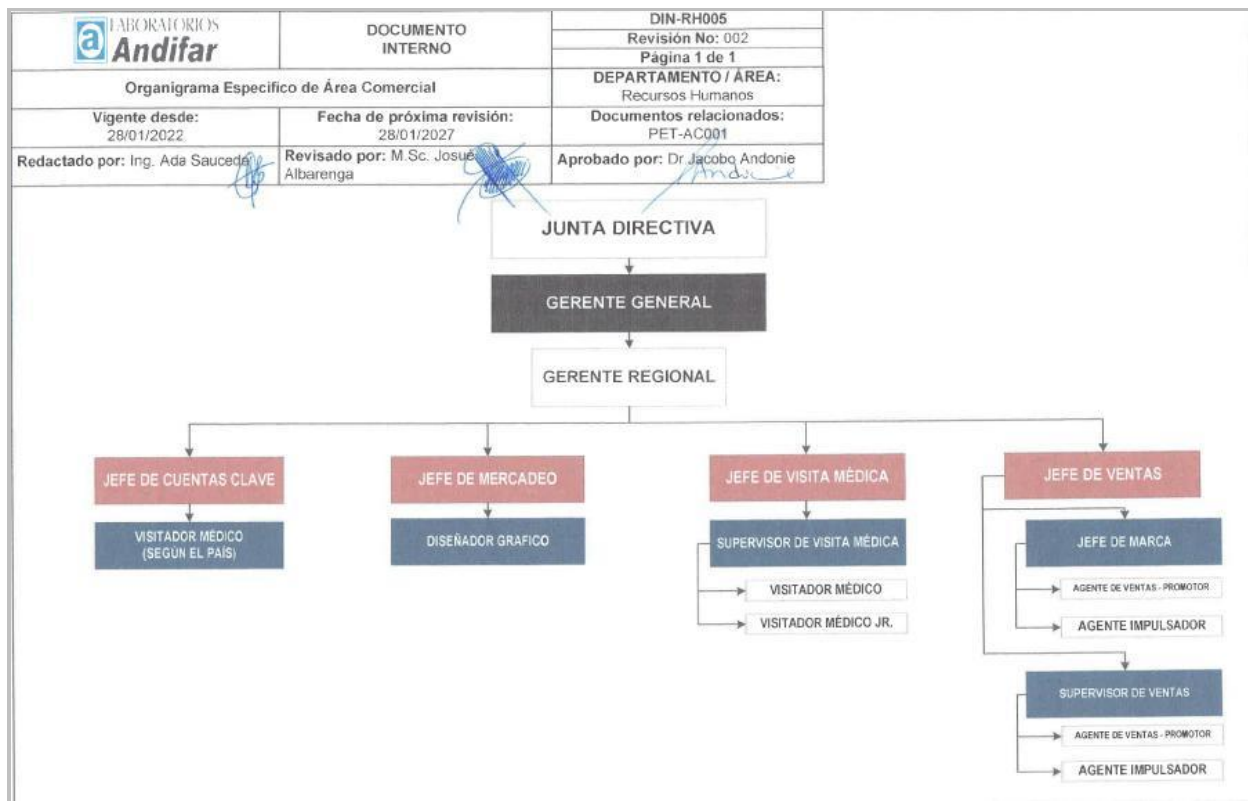 LABORATORIOS
Andifar
DOCUMENTO
INTERNO
DIN-RH005
Revisión No: 002
Página 1 de 1
Organigrama Especifico de Área Comercial
DEPARTAMENTO / ÁREA:
Recursos Humanos
Vigente desde:
28/01/2022
Fecha de próxima revisión:
28/01/2027
Documentos relacionados:
PET-AC001
Redactado por: Ing. Ada Sauceda
Revisado por: M.Sc. Josué
Albarenga
Aprobado por: Dr Jacobo Andonie
JUNTA DIRECTIVA
GERENTE GENERAL
GERENTE REGIONAL
JEFE DE CUENTAS CLAVE
JEFE DE MERCADEO
JEFE DE VISITA MÉDICA
JEFE DE VENTAS
VISITADOR MÉDICO
(SEGÚN EL PAÍS)
DISEÑADOR GRAFICO
SUPERVISOR DE VISITA MÉDICA
JEFE DE MARCA
VISITADOR MÉDICO
VISITADOR MÉDICO JR.
AGENTE DE VENTAS - PROMOTOR
AGENTE IMPULSADOR
SUPERVISOR DE VENTAS
AGENTE DE VENTAS - PROMOTOR
AGENTE IMPULSADOR